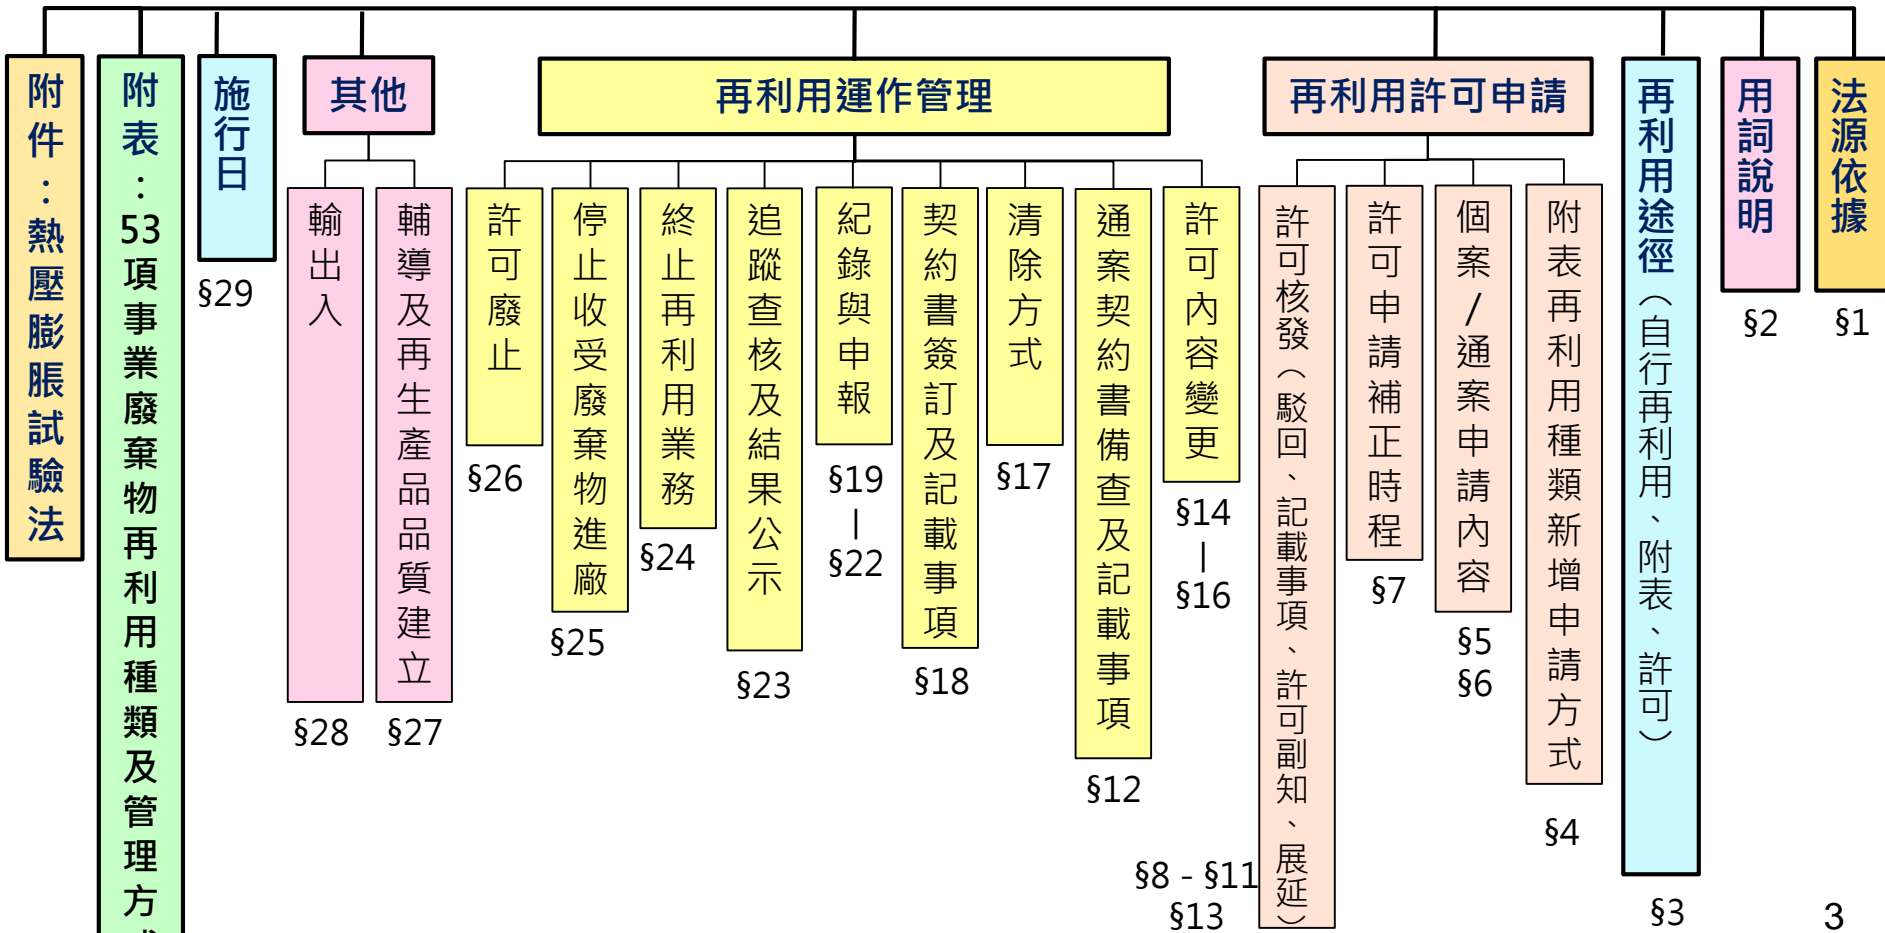 法源依據
§1
用詞說明
§2
再利用途徑（自行再利用、附表、許可）
§3
再利用許可申請
附表再利用種類新增申請方式
§4
個案/通案申請內容
§5
§6
許可申請補正時程
§7
許可核發（駁回、記載事項、許可副知、展延）
§8 - §11
§13
再利用運作管理
許可內容變更
§14
|
§16
通案契約書備查及記載事項
§12
清除方式
§17
契約書簽訂及記載事項
§18
紀錄與申報
§19
|
§22
追蹤查核及結果公示
§23
終止再利用業務
§24
停止收受廢棄物進廠
§25
許可廢止
§26
其他
輔導及再生產品品質建立
§27
輸出入
§28
施行日
§29
附表：53項事業廢棄物再利用種類及管理方
附件：熱壓膨脹試驗法
3